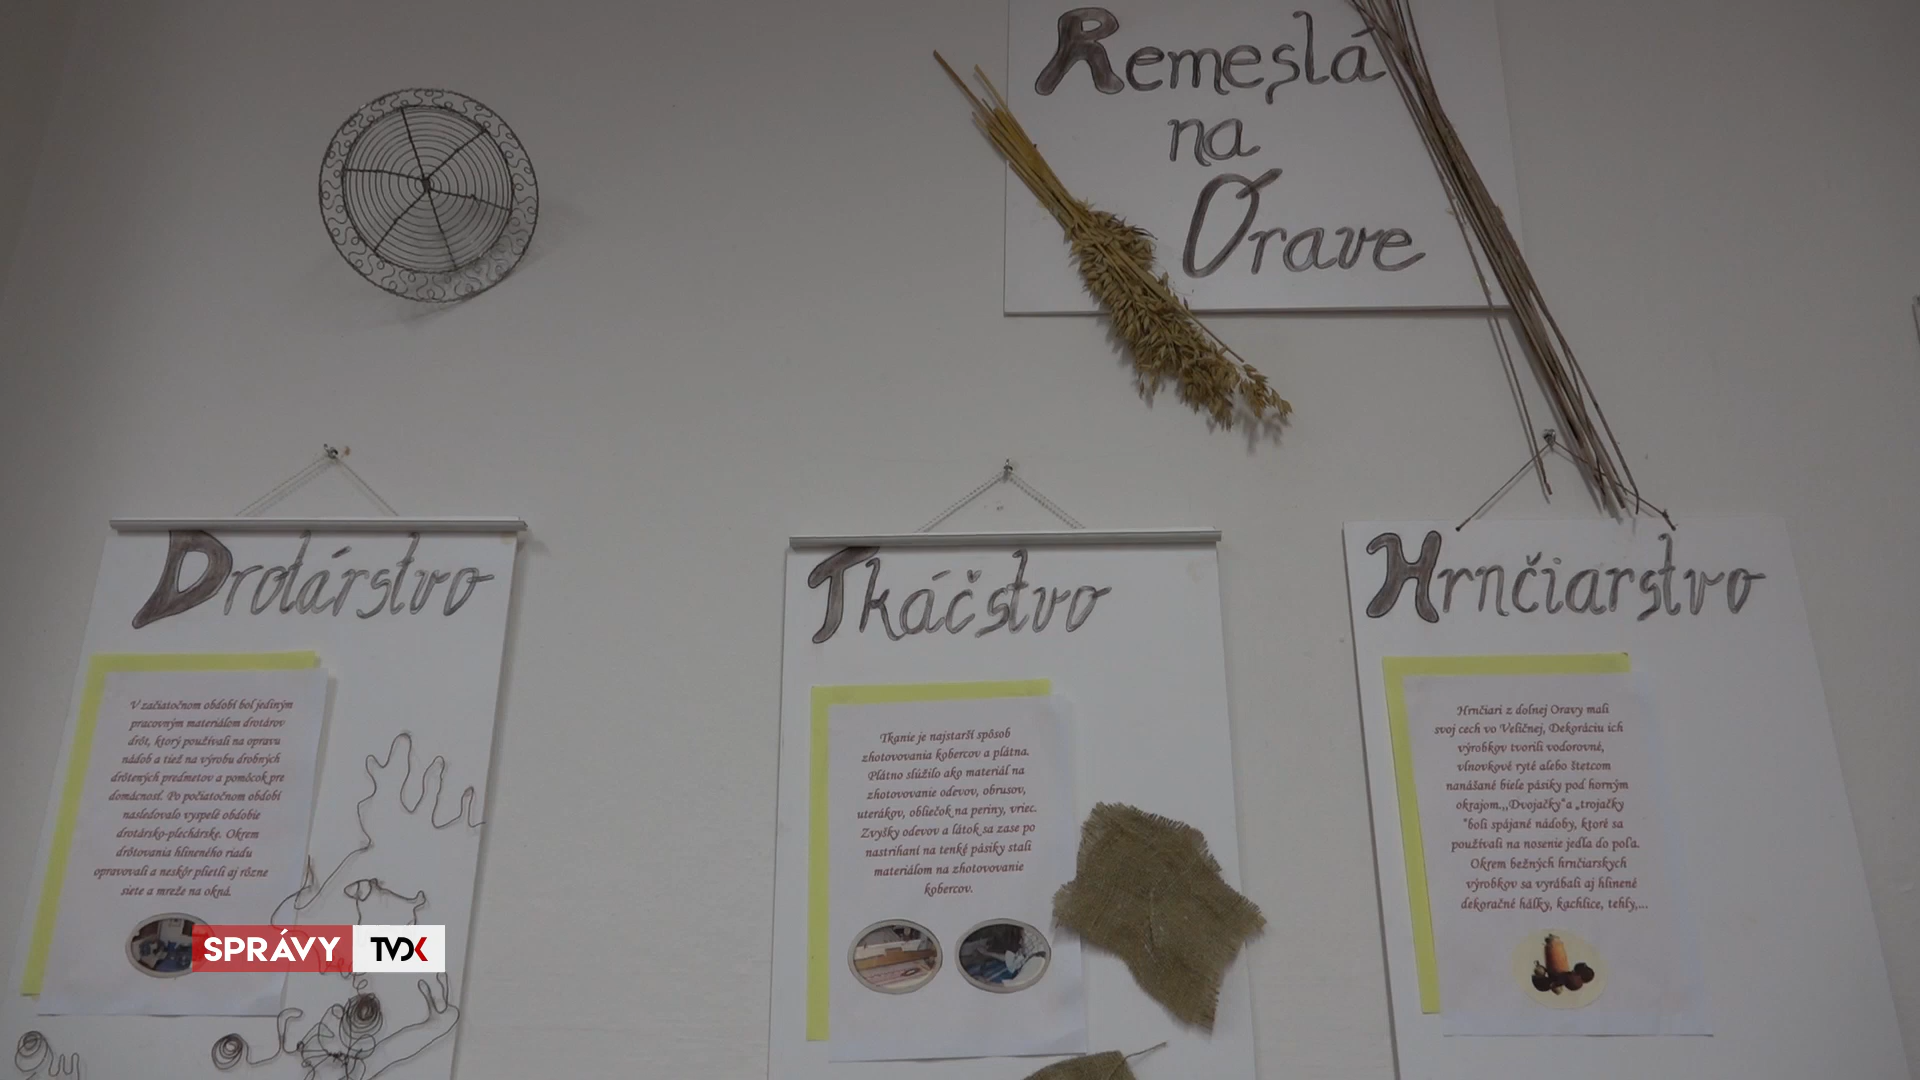 Remeslá
na
Orave
Drotárstvo
V začiatočnom období bol jediným
pracovným materiálom drotárov
drôt, ktorý používali na opravu
nádob a tiež na výrobu drobných
drôtených predmetov a pomôcok pre
domácnosť. Po počiatočnom období
nasledovalo vyspelé obdobie
drotársko-plechárske. Okrem
drôtovania hlineného riadu
opravovali a neskôr plietli aj rôzne
siete a mreže na okná.
Tkáčstvo
Tkanie je najstarší spôsob
zhotovovania kobercov a plátna.
Plátno slúžilo ako materiál na
zhotovovanie odevov, obrusov,
uterákov, obliečok na periny, vriec.
Zvyšky odevov a látok sa zase po
nastrihaní na tenké pásiky stali
materiálom na zhotovovanie
kobercov.
Hrnčiarstvo
Hrnčiari z dolnej Oravy mali
svoj cech vo Veličnej, Dekoráciu ich
výrobkov tvorili vodorovné,
vlnovkové ryté alebo štetcom
nanášané biele pásiky pod horným
okrajom.,,Dvojačky"a „trojačky
"boli spájané nádoby, ktoré sa
používali na nosenie jedla do poľa.
Okrem bežných hrnčiarskych
výrobkov sa vyrábali aj hlinené
dekoračné hálky, kachlice, tehly,...
SPRÁVY TVDK